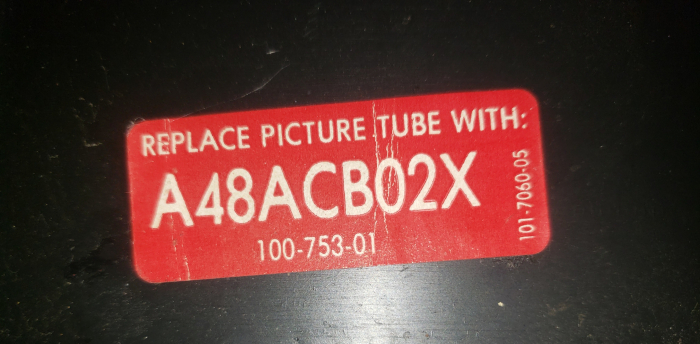 REPLACE PICTURE TUBE WITH:
A48ACB02X
100-753-01
101-7060-05